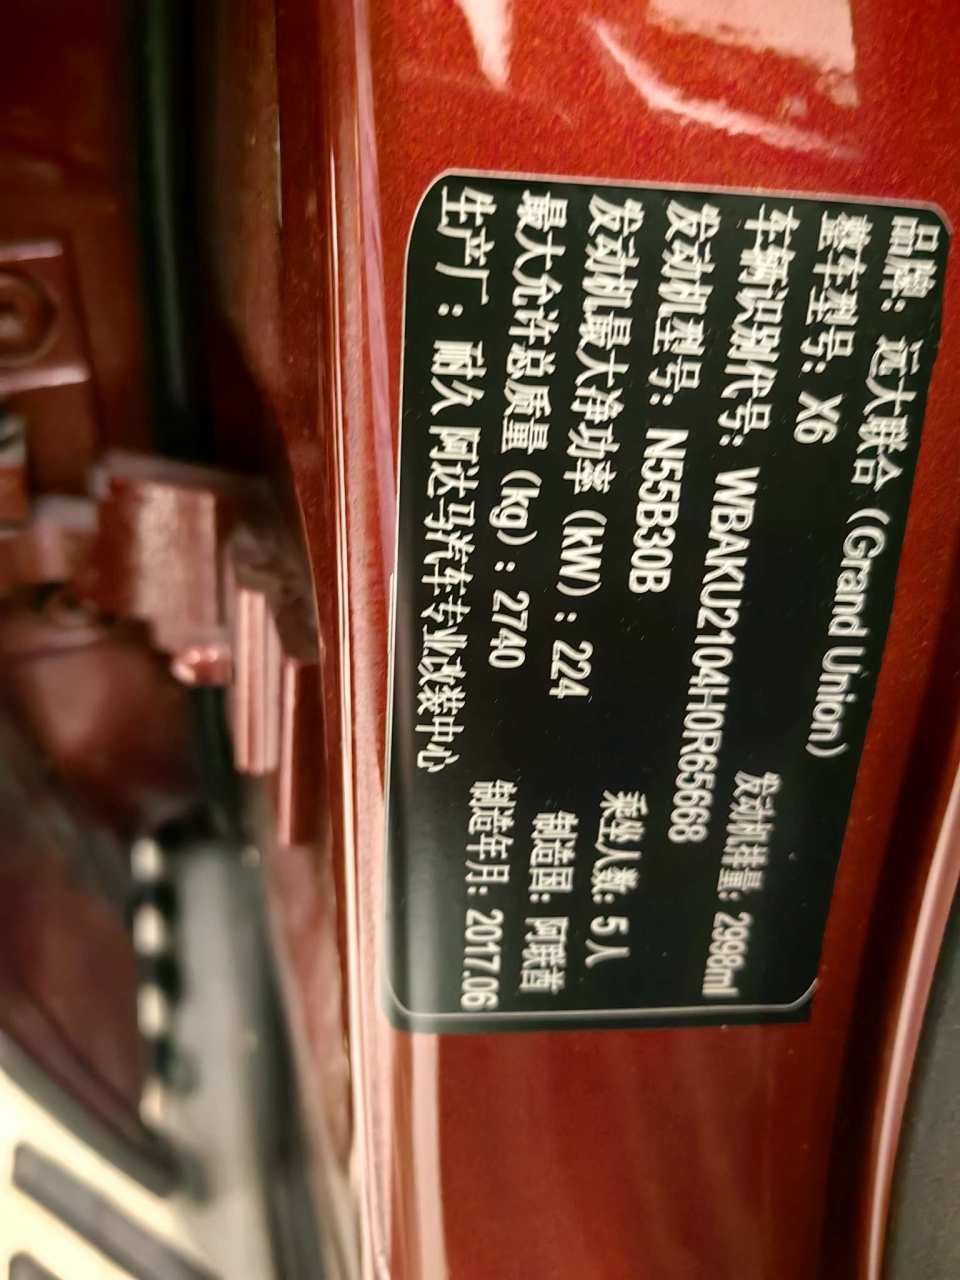 品牌：远大联合（Grand Union）
整车型号：X6
车辆识别代号：WBAKU2104H0R65668
发动机型号：N55B30B 发动机排量：2998ml
发动机最大净功率（kW）：224 乘坐人数：5人
最大允许总质量（kg）：2740 制造国：阿联酋
生产厂：耐久 阿达马汽车专业改装中心 制造年月：2017.06